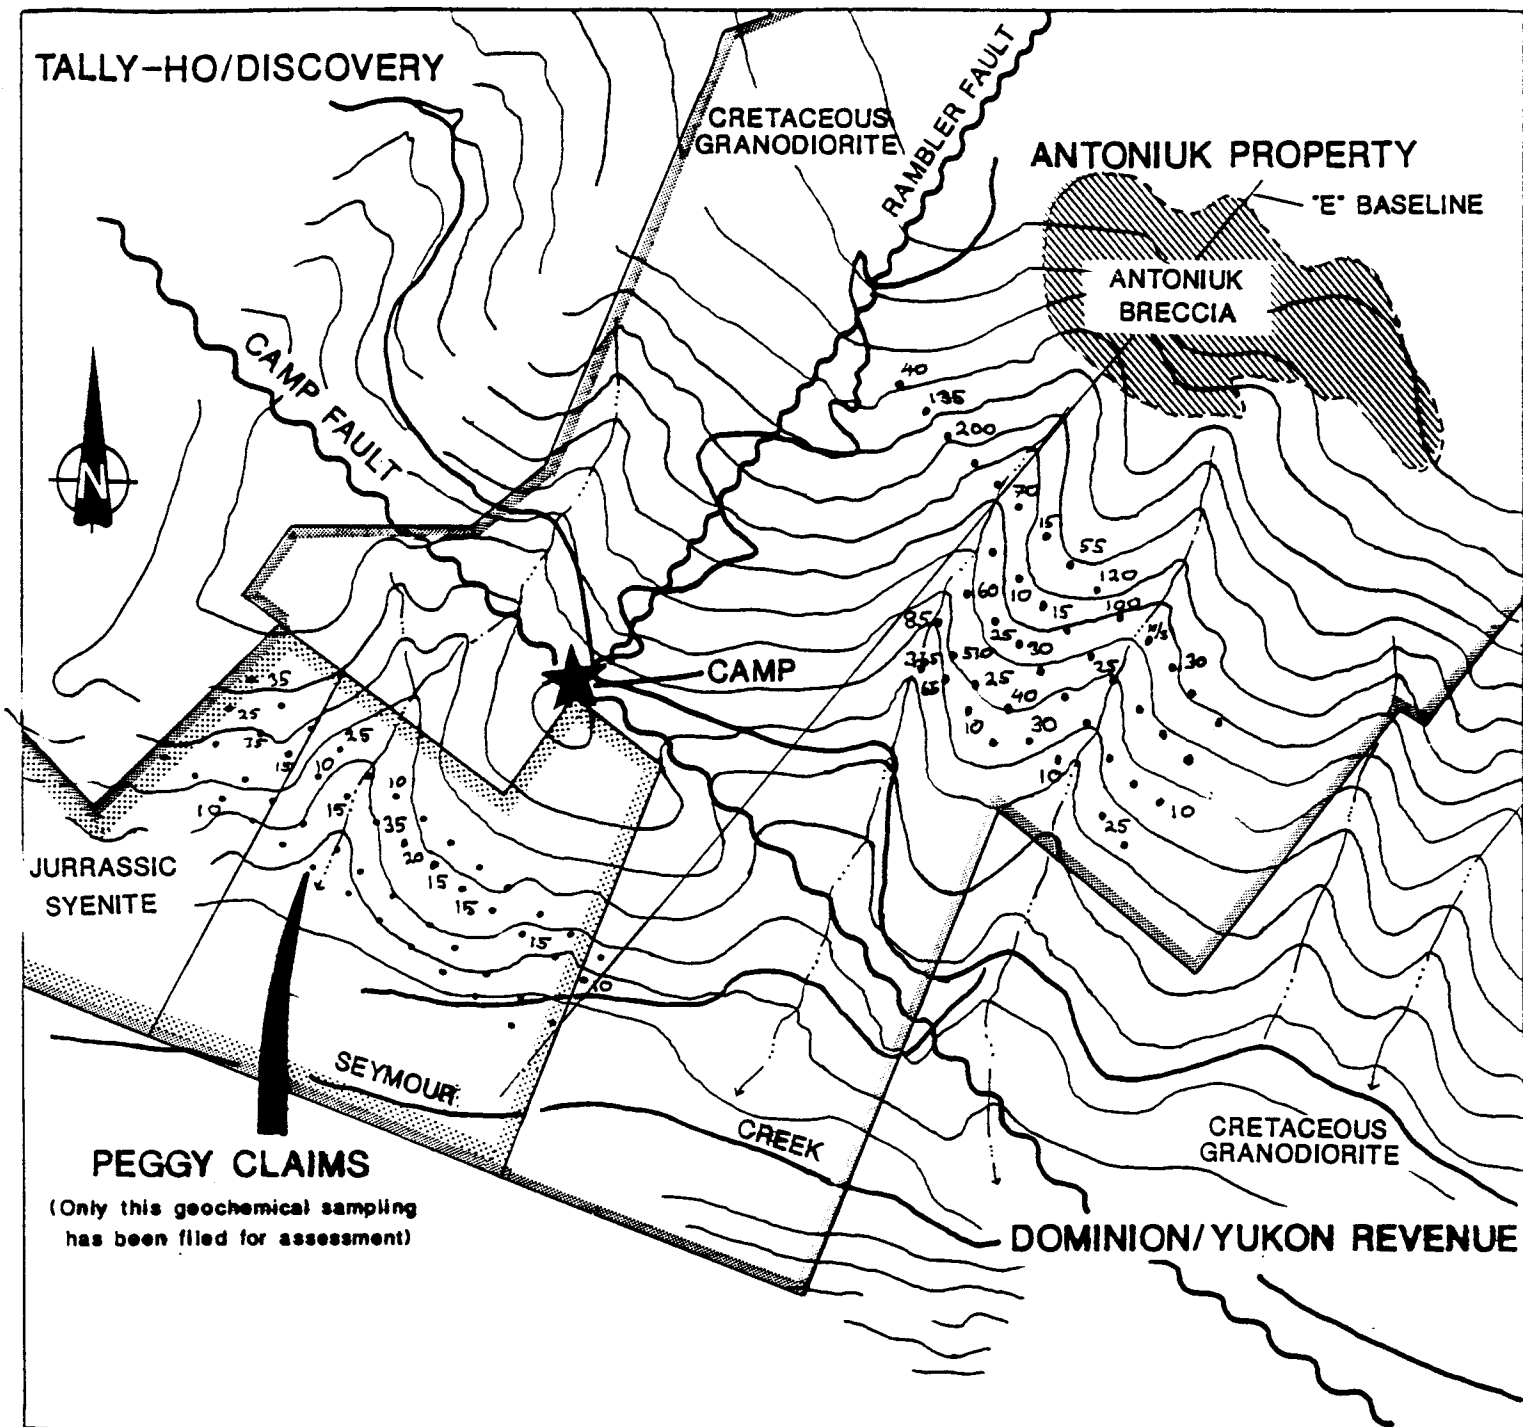 TALLY-HO/DISCOVERY
CRETACEOUS
GRANODIORITE
RAMBLER FAULT
ANTONIUK PROPERTY
"E" BASELINE
ANTONIUK
BRECCIA
CAMP FAULT
N
40
135
200
70
15
55
120
100
60
10
15
85
25
30
N/S
510
25
30
65
25
40
10
30
10
10
25
CAMP
35
25
15
25
10
10
10
15
35
20
15
15
15
10
JURRASSIC
SYENITE
SEYMOUR
CREEK
PEGGY CLAIMS
(Only this geochemical sampling
has been filed for assessment)
CRETACEOUS
GRANODIORITE
DOMINION/YUKON REVENUE